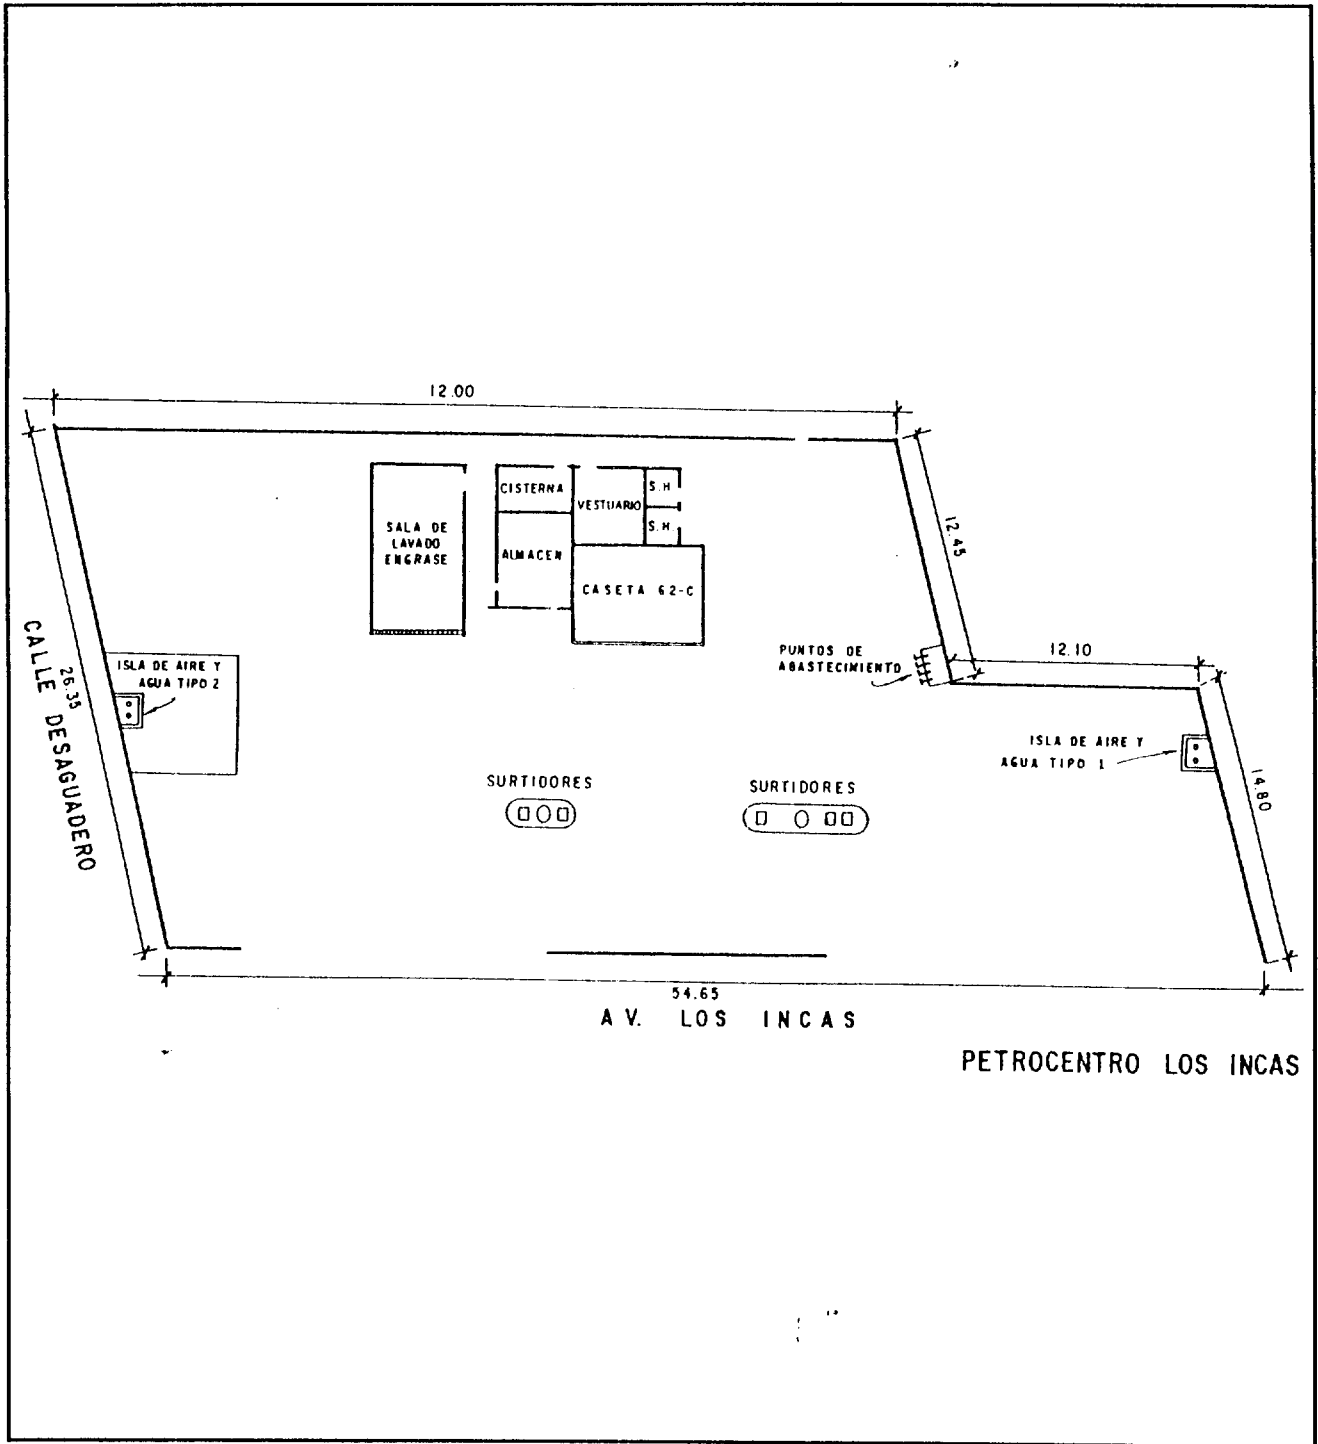 12.00
CISTERNA
S.H
VESTUARIO
S.H.
SALA DE
LAVADO
ENGRASE
ALMACEN
CASETA 62-C
12.45
PUNTOS DE
ABASTECIMIENTO
12.10
ISLA DE AIRE Y
AGUA TIPO 2
26.35
CALLE DESAGUADERO
ISLA DE AIRE Y
AGUA TIPO 1
14.80
SURTIDORES
SURTIDORES
54.65
AV. LOS INCAS
PETROCENTRO LOS INCAS